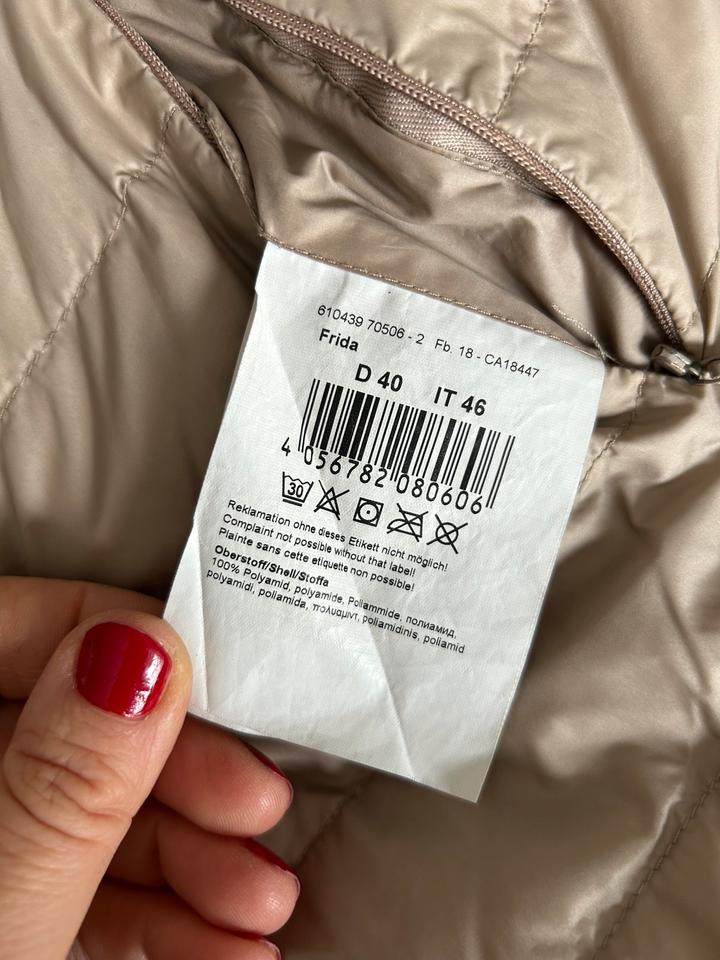 610439 70506 - 2 Fb. 18 - CA18447
Frida
D 40 IT 46
4 056782 080606
30
Reklamation ohne dieses Etikett nicht möglich!
Complaint not possible without that label!
Plainte sans cette etiquette non possible!
Oberstoff/Shell/Stoffa
100% Polyamid, polyamide, Poliammide, полиамид,
polyamidi, poliamida, πολυαμιντ, poliamidinis, poliamid